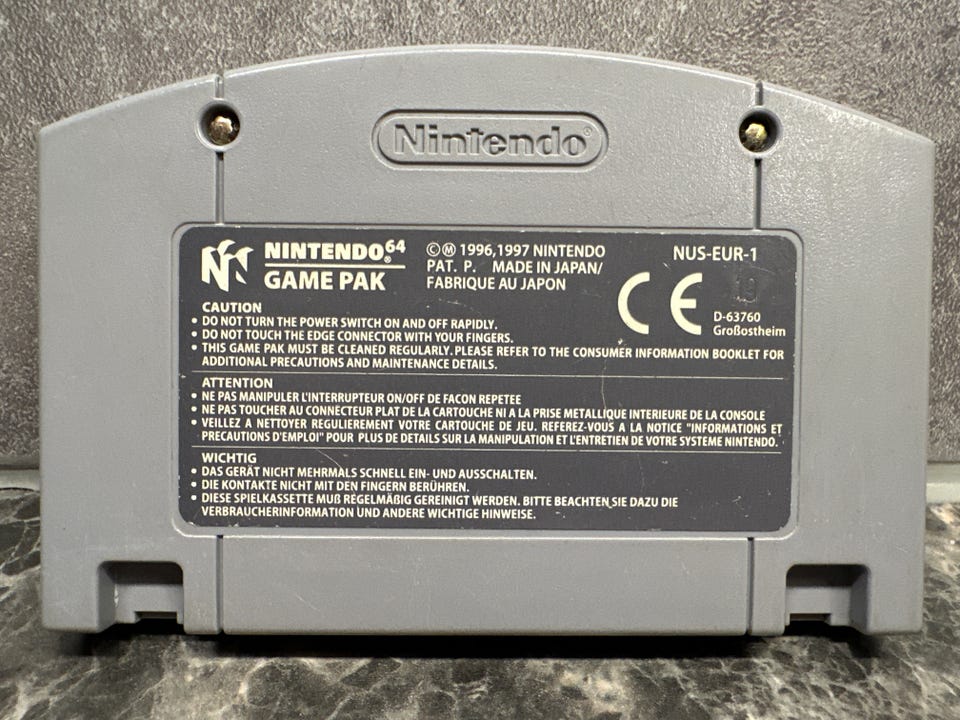 Nintendo®
NINTENDO®64
GAME PAK
©Ⓜ 1996,1997 NINTENDO
PAT. P. MADE IN JAPAN/
FABRIQUE AU JAPON
NUS-EUR-1
CE
19
D-63760
Großostheim
CAUTION
• DO NOT TURN THE POWER SWITCH ON AND OFF RAPIDLY.
• DO NOT TOUCH THE EDGE CONNECTOR WITH YOUR FINGERS.
• THIS GAME PAK MUST BE CLEANED REGULARLY. PLEASE REFER TO THE CONSUMER INFORMATION BOOKLET FOR
ADDITIONAL PRECAUTIONS AND MAINTENANCE DETAILS.
ATTENTION
• NE PAS MANIPULER L'INTERRUPTEUR ON/OFF DE FACON REPETEE
• NE PAS TOUCHER AU CONNECTEUR PLAT DE LA CARTOUCHE NI A LA PRISE METALLIQUE INTERIEURE DE LA CONSOLE
• VEILLEZ A NETTOYER REGULIEREMENT VOTRE CARTOUCHE DE JEU. REFEREZ-VOUS A LA NOTICE "INFORMATIONS ET
PRECAUTIONS D'EMPLOI" POUR PLUS DE DETAILS SUR LA MANIPULATION ET L'ENTRETIEN DE VOTRE SYSTEME NINTENDO.
WICHTIG
• DAS GERÄT NICHT MEHRMALS SCHNELL EIN- UND AUSSCHALTEN.
• DIE KONTAKTE NICHT MIT DEN FINGERN BERÜHREN.
• DIESE SPIELKASSETTE MUß REGELMÄßIG GEREINIGT WERDEN. BITTE BEACHTEN SIE DAZU DIE
VERBRAUCHERINFORMATION UND ANDERE WICHTIGE HINWEISE.